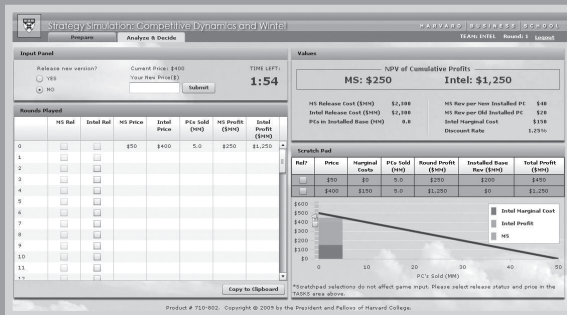 Strategy Simulation: Competitive Dynamics and Wintel
HARVARD BUSINESS SCHOOL
Prepare
Analyze & Decide
TEAM: INTEL Round: 1 Logout
Input Panel
Release new version?
YES
NO
Current Price: $400
Your New Price($)
Submit
TIME LEFT:
1:54
Rounds Played
MS Rel Intel Rel MS Price Intel Price PCs Sold (MM) MS Profit ($MM) Intel Profit ($MM)
0 $50 $400 5.0 $250 $1,250
1
2
3
4
5
6
7
8
9
10
11
12
Copy to Clipboard
Values
NPV of Cumulative Profits
MS: $250 Intel: $1,250
MS Release Cost ($MM) $2,300
Intel Release Cost ($MM) $2,300
PCs in Installed Base (MM) 0.0
MS Rev per New Installed PC $40
MS Rev per Old Installed PC $20
Intel Marginal Cost $150
Discount Rate 1.25%
Scratch Pad
Rel? Price Marginal Costs PCs Sold (MM) Round Profit ($MM) Installed Base Rev ($MM) Total Profit ($MM)
$50 $0 5.0 $250 $200 $450
$400 $150 5.0 $1,250 $0 $1,250
$600
$500
$400
$300
$200
$100
$0
0 10 20 30 40 50
PC's Sold (MM)
Intel Marginal Cost
Intel Profit
MS
*Scratchpad selections do not affect game input. Please select release status and price in the
TASKS area above.
Product # 710-802. Copyright © 2009 by the President and Fellows of Harvard College.